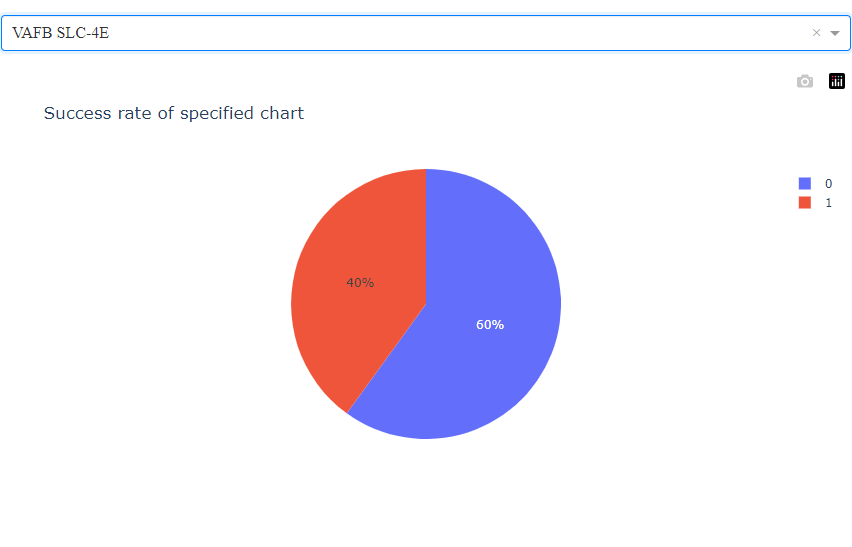 VAFB SLC-4E
Success rate of specified chart
0
1
40%
60%